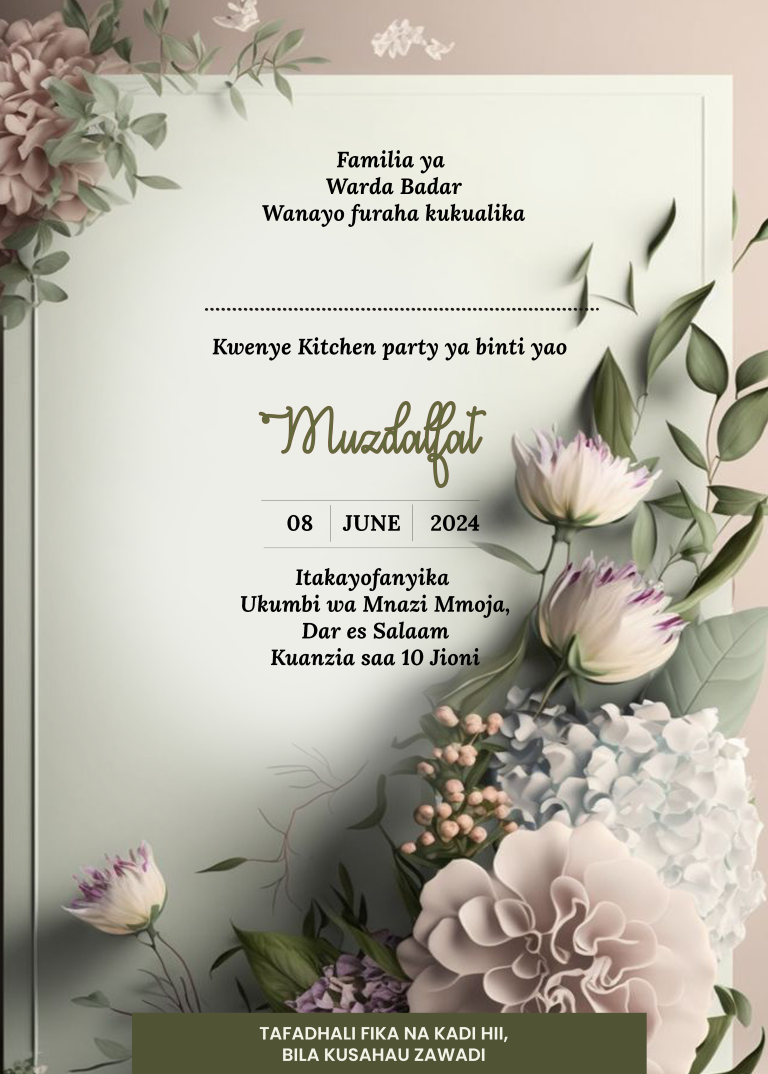 Familia ya
Warda Badar
Wanayo furaha kukualika
Kwenye Kitchen party ya binti yao
Muzdalfat
08 JUNE 2024
Itakayofanyika
Ukumbi wa Mnazi Mmoja,
Dar es Salaam
Kuanzia saa 10 Jioni
TAFADHALI FIKA NA KADI HII,
BILA KUSAHAU ZAWADI